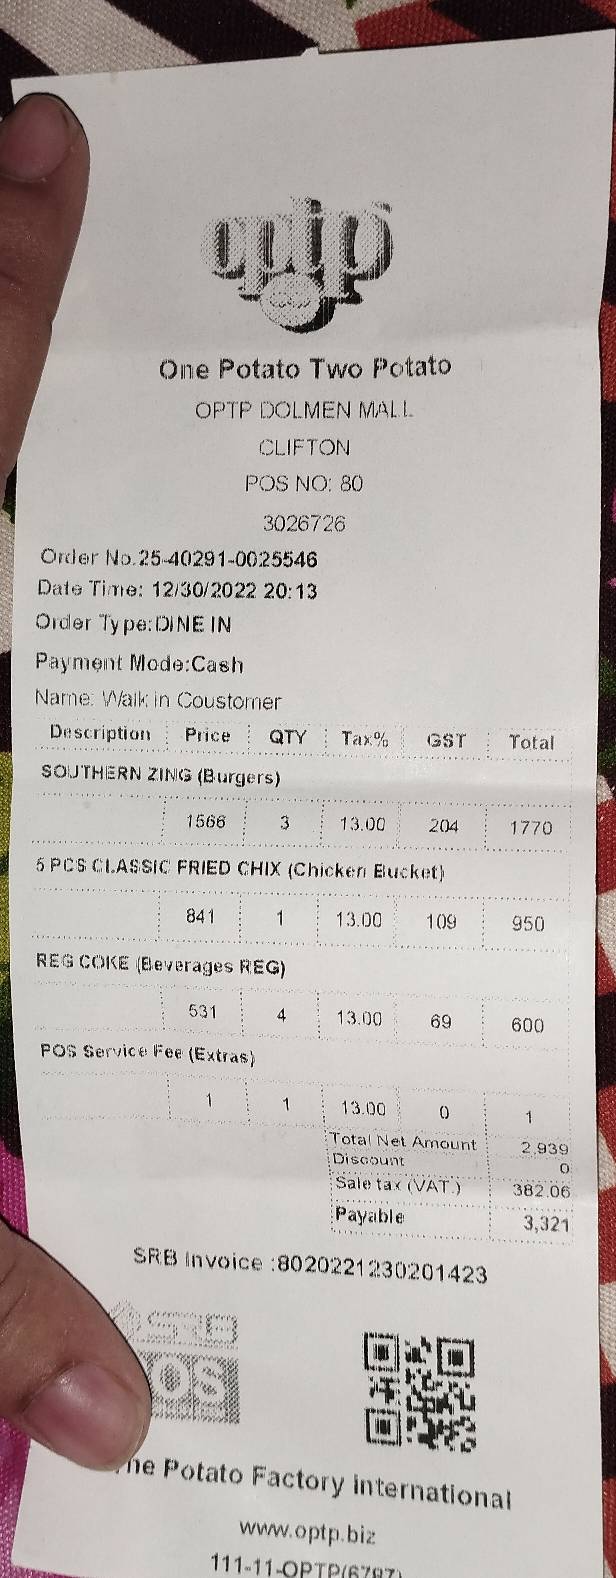 optp
One Potato Two Potato
OPTP DOLMEN MALL
CLIFTON
POS NO: 80
3026726
Order No.25-40291-0025546
Date Time: 12/30/2022 20:13
Order Type:DINE IN
Payment Mode:Cash
Name: Walk in Coustomer
Description Price QTY Tax% GST Total
SOUTHERN ZING (Burgers)
1566 3 13.00 204 1770
5 PCS CLASSIC FRIED CHIX (Chicken Bucket)
841 1 13.00 109 950
REG COKE (Beverages REG)
531 4 13.00 69 600
POS Service Fee (Extras)
1 1 13.00 0 1
Total Net Amount 2,939
Discount 0
Sale tax (VAT.) 382.06
Payable 3,321
SRB Invoice :8020221230201423
SRB
POS
The Potato Factory international
www.optp.biz
111-11-OPTP(6787)